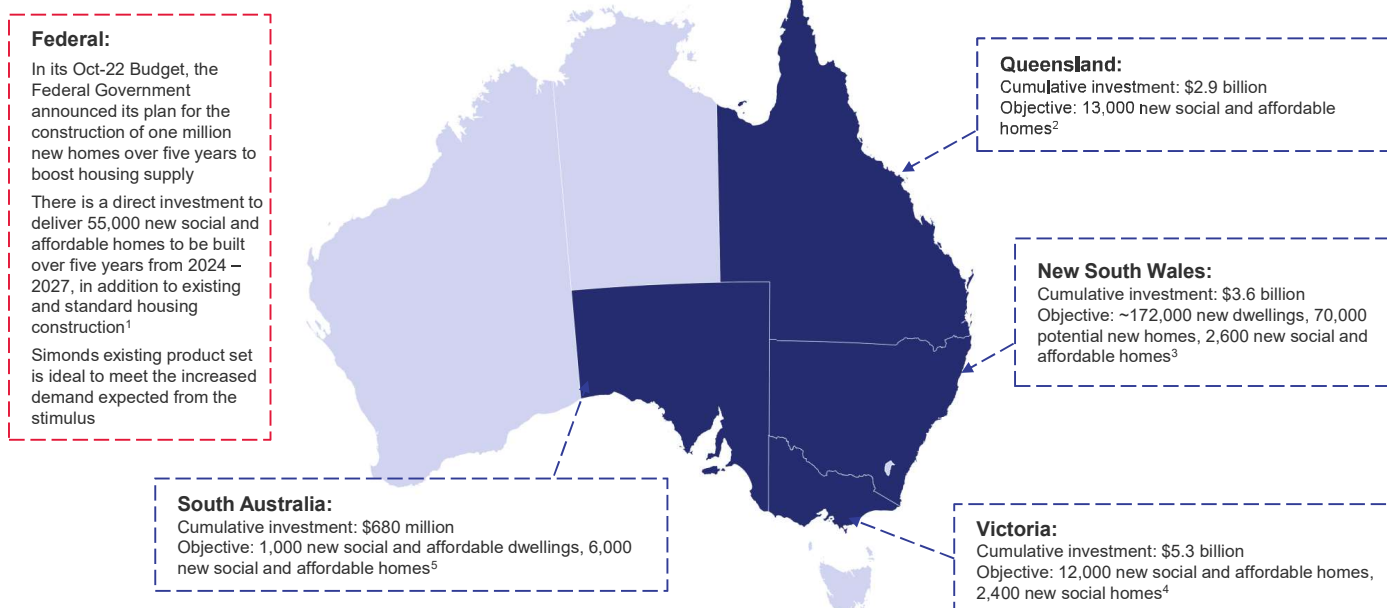 Federal:
In its Oct-22 Budget, the
Federal Government
announced its plan for the
construction of one million
new homes over five years to
boost housing supply
There is a direct investment to
deliver 55,000 new social and
affordable homes to be built
over five years from 2024 –
2027, in addition to existing
and standard housing
construction¹
Simonds existing product set
is ideal to meet the increased
demand expected from the
stimulus
Queensland:
Cumulative investment: $2.9 billion
Objective: 13,000 new social and affordable
homes²
New South Wales:
Cumulative investment: $3.6 billion
Objective: ~172,000 new dwellings, 70,000
potential new homes, 2,600 new social and
affordable homes³
South Australia:
Cumulative investment: $680 million
Objective: 1,000 new social and affordable dwellings, 6,000
new social and affordable homes⁵
Victoria:
Cumulative investment: $5.3 billion
Objective: 12,000 new social and affordable homes,
2,400 new social homes⁴